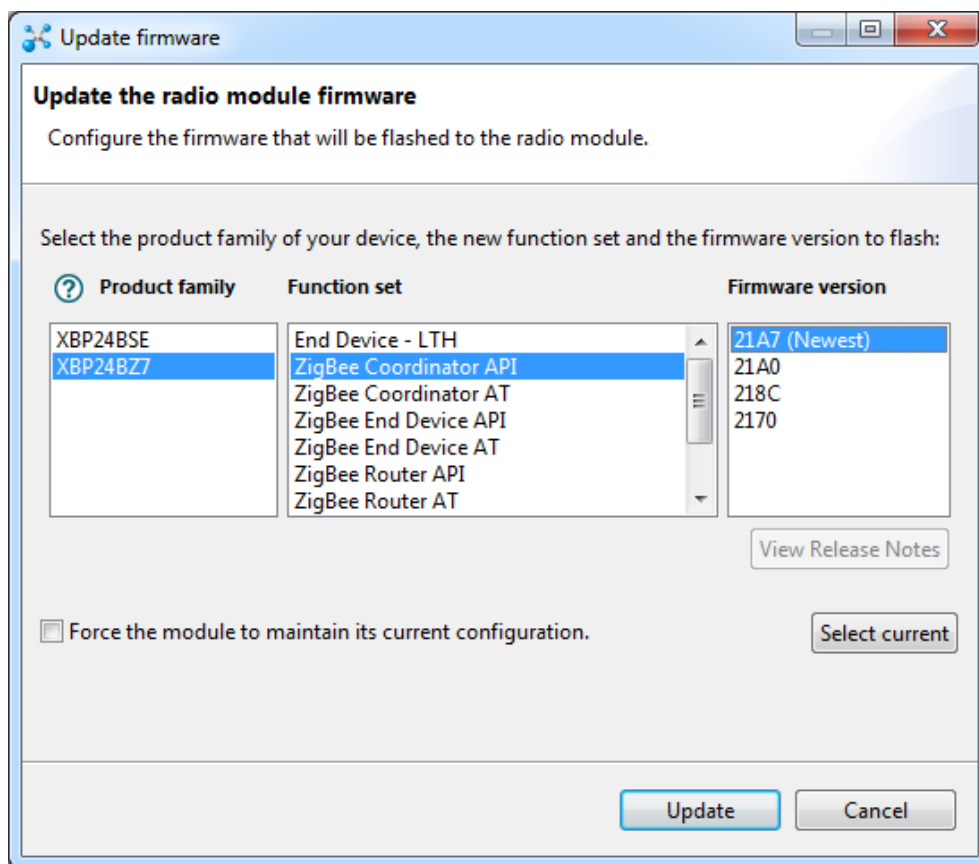 Update firmware
Update the radio module firmware
Configure the firmware that will be flashed to the radio module.
Select the product family of your device, the new function set and the firmware version to flash:
? Product family
Function set
Firmware version
XBP24BSE
XBP24BZ7
End Device - LTH
ZigBee Coordinator API
ZigBee Coordinator AT
ZigBee End Device API
ZigBee End Device AT
ZigBee Router API
ZigBee Router AT
21A7 (Newest)
21A0
218C
2170
View Release Notes
Force the module to maintain its current configuration.
Select current
Update
Cancel